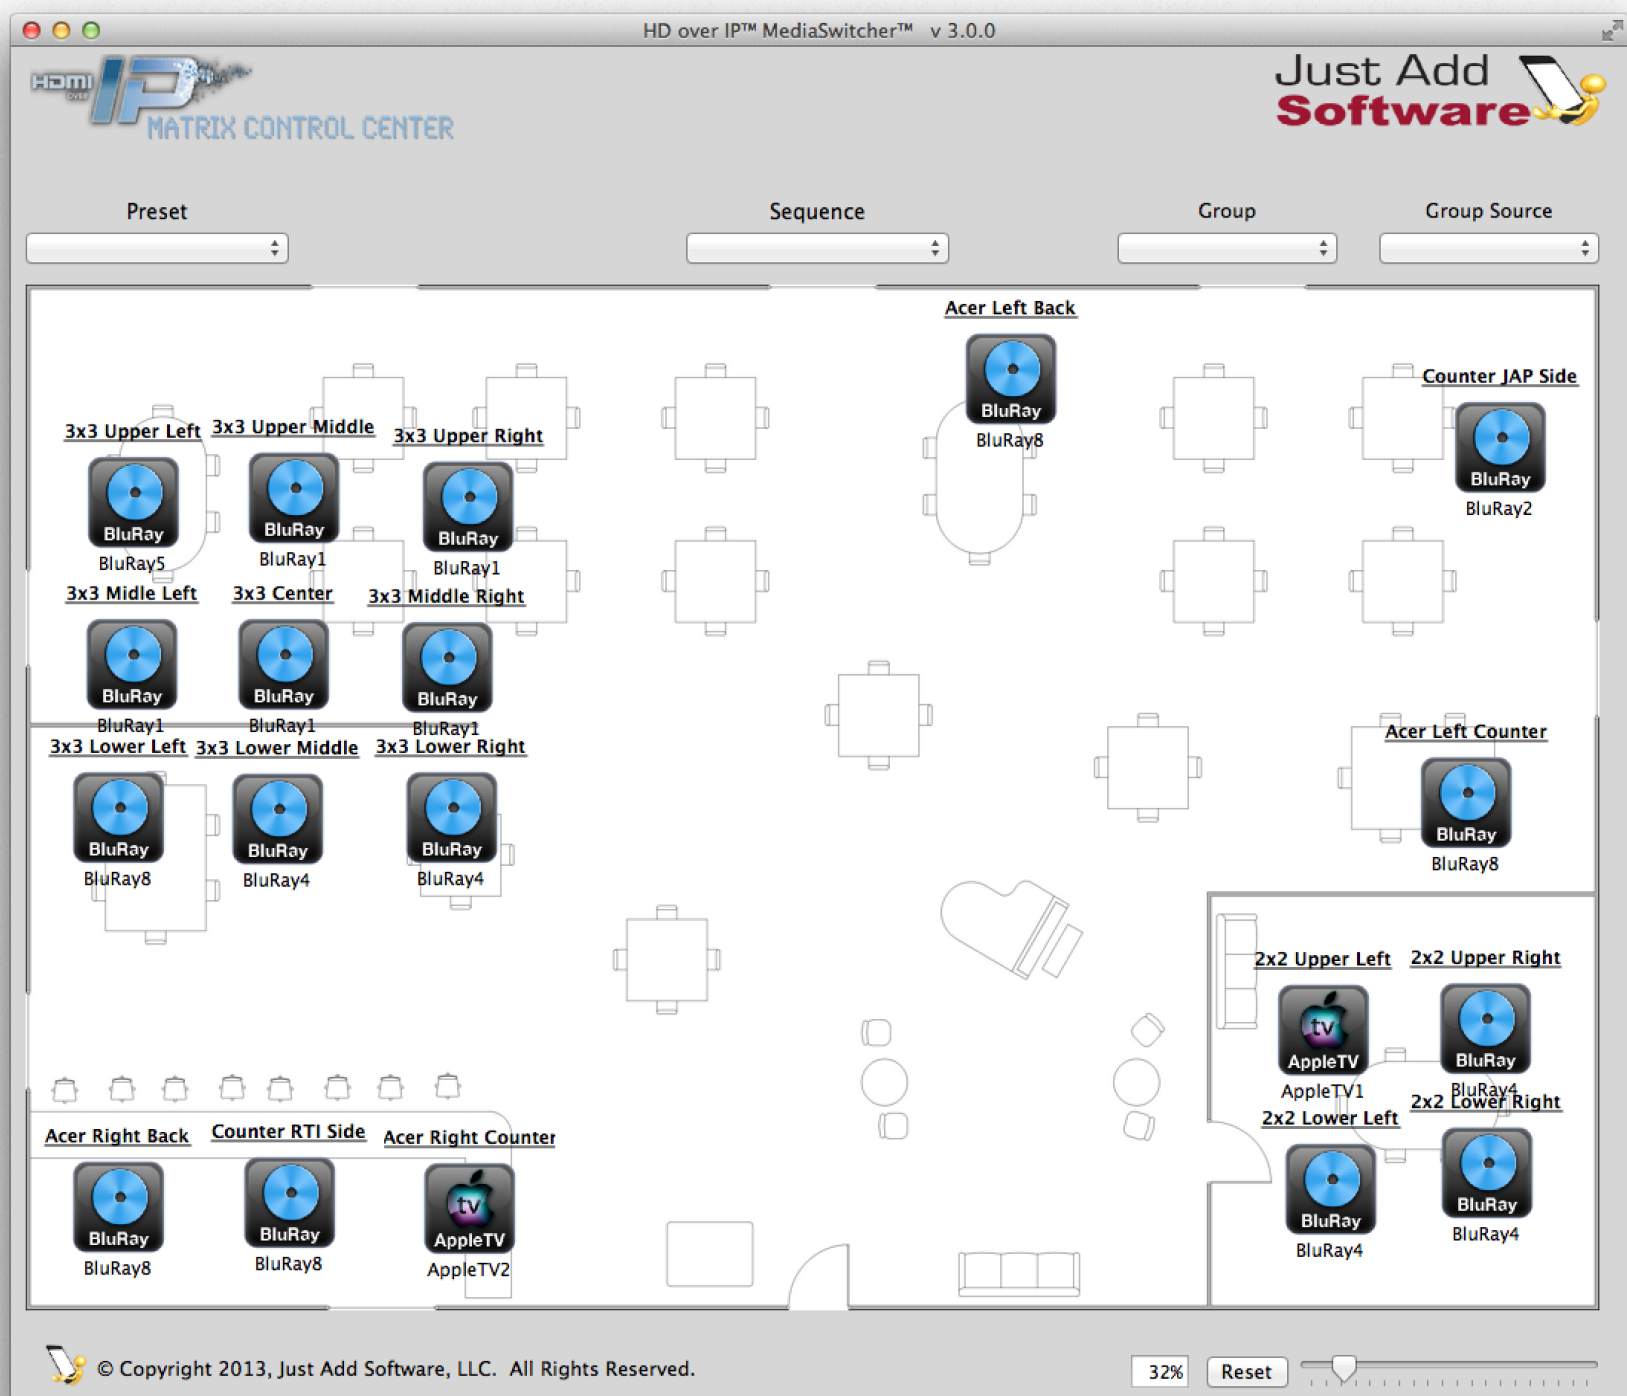 HD over IP™ MediaSwitcher™ v 3.0.0
HDMI
OVER
IP
MATRIX CONTROL CENTER
Just Add
Software
Preset
Sequence
Group
Group Source
Acer Left Back
BluRay
BluRay8
Counter JAP Side
BluRay
BluRay2
3x3 Upper Left
3x3 Upper Middle
3x3 Upper Right
BluRay
BluRay
BluRay
BluRay5
BluRay1
BluRay1
3x3 Midle Left
3x3 Center
3x3 Middle Right
BluRay
BluRay
BluRay
BluRay1
BluRay1
BluRay1
3x3 Lower Left
3x3 Lower Middle
3x3 Lower Right
BluRay
BluRay
BluRay
BluRay8
BluRay4
BluRay4
Acer Left Counter
BluRay
BluRay8
2x2 Upper Left
2x2 Upper Right
tv
AppleTV
BluRay
AppleTV1
BluRay4
2x2 Lower Left
2x2 Lower Right
BluRay
BluRay
BluRay4
BluRay4
Acer Right Back
Counter RTI Side
Acer Right Counter
BluRay
BluRay
tv
AppleTV
BluRay8
BluRay8
AppleTV2
© Copyright 2013, Just Add Software, LLC. All Rights Reserved.
32%
Reset